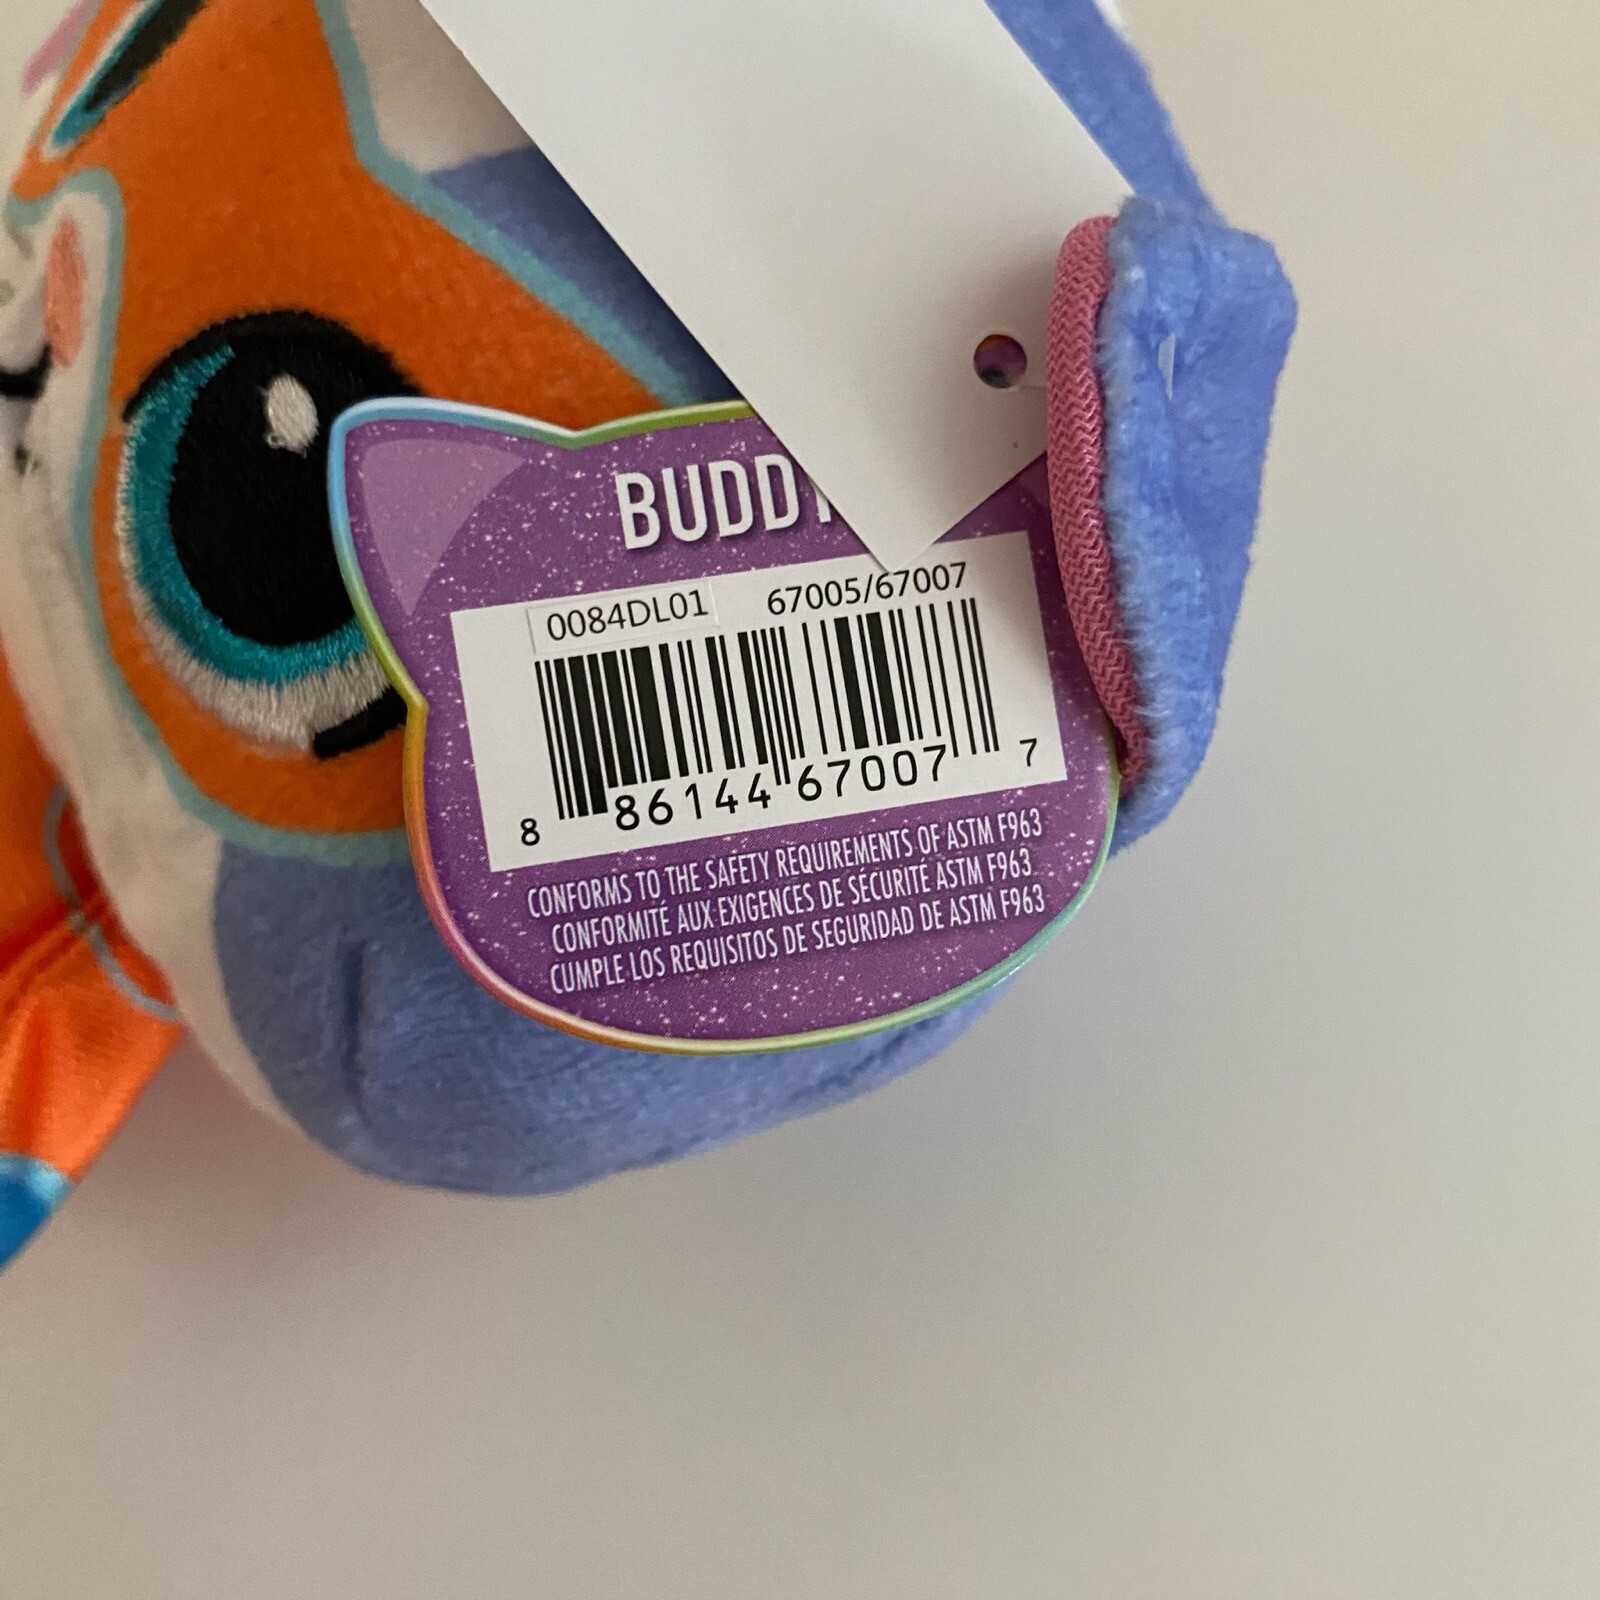 BUDDY
0084DL01 67005/67007
8 86144 67007 7
CONFORMS TO THE SAFETY REQUIREMENTS OF ASTM F963
CONFORMITÉ AUX EXIGENCES DE SÉCURITÉ ASTM F963
CUMPLE LOS REQUISITOS DE SEGURIDAD DE ASTM F963